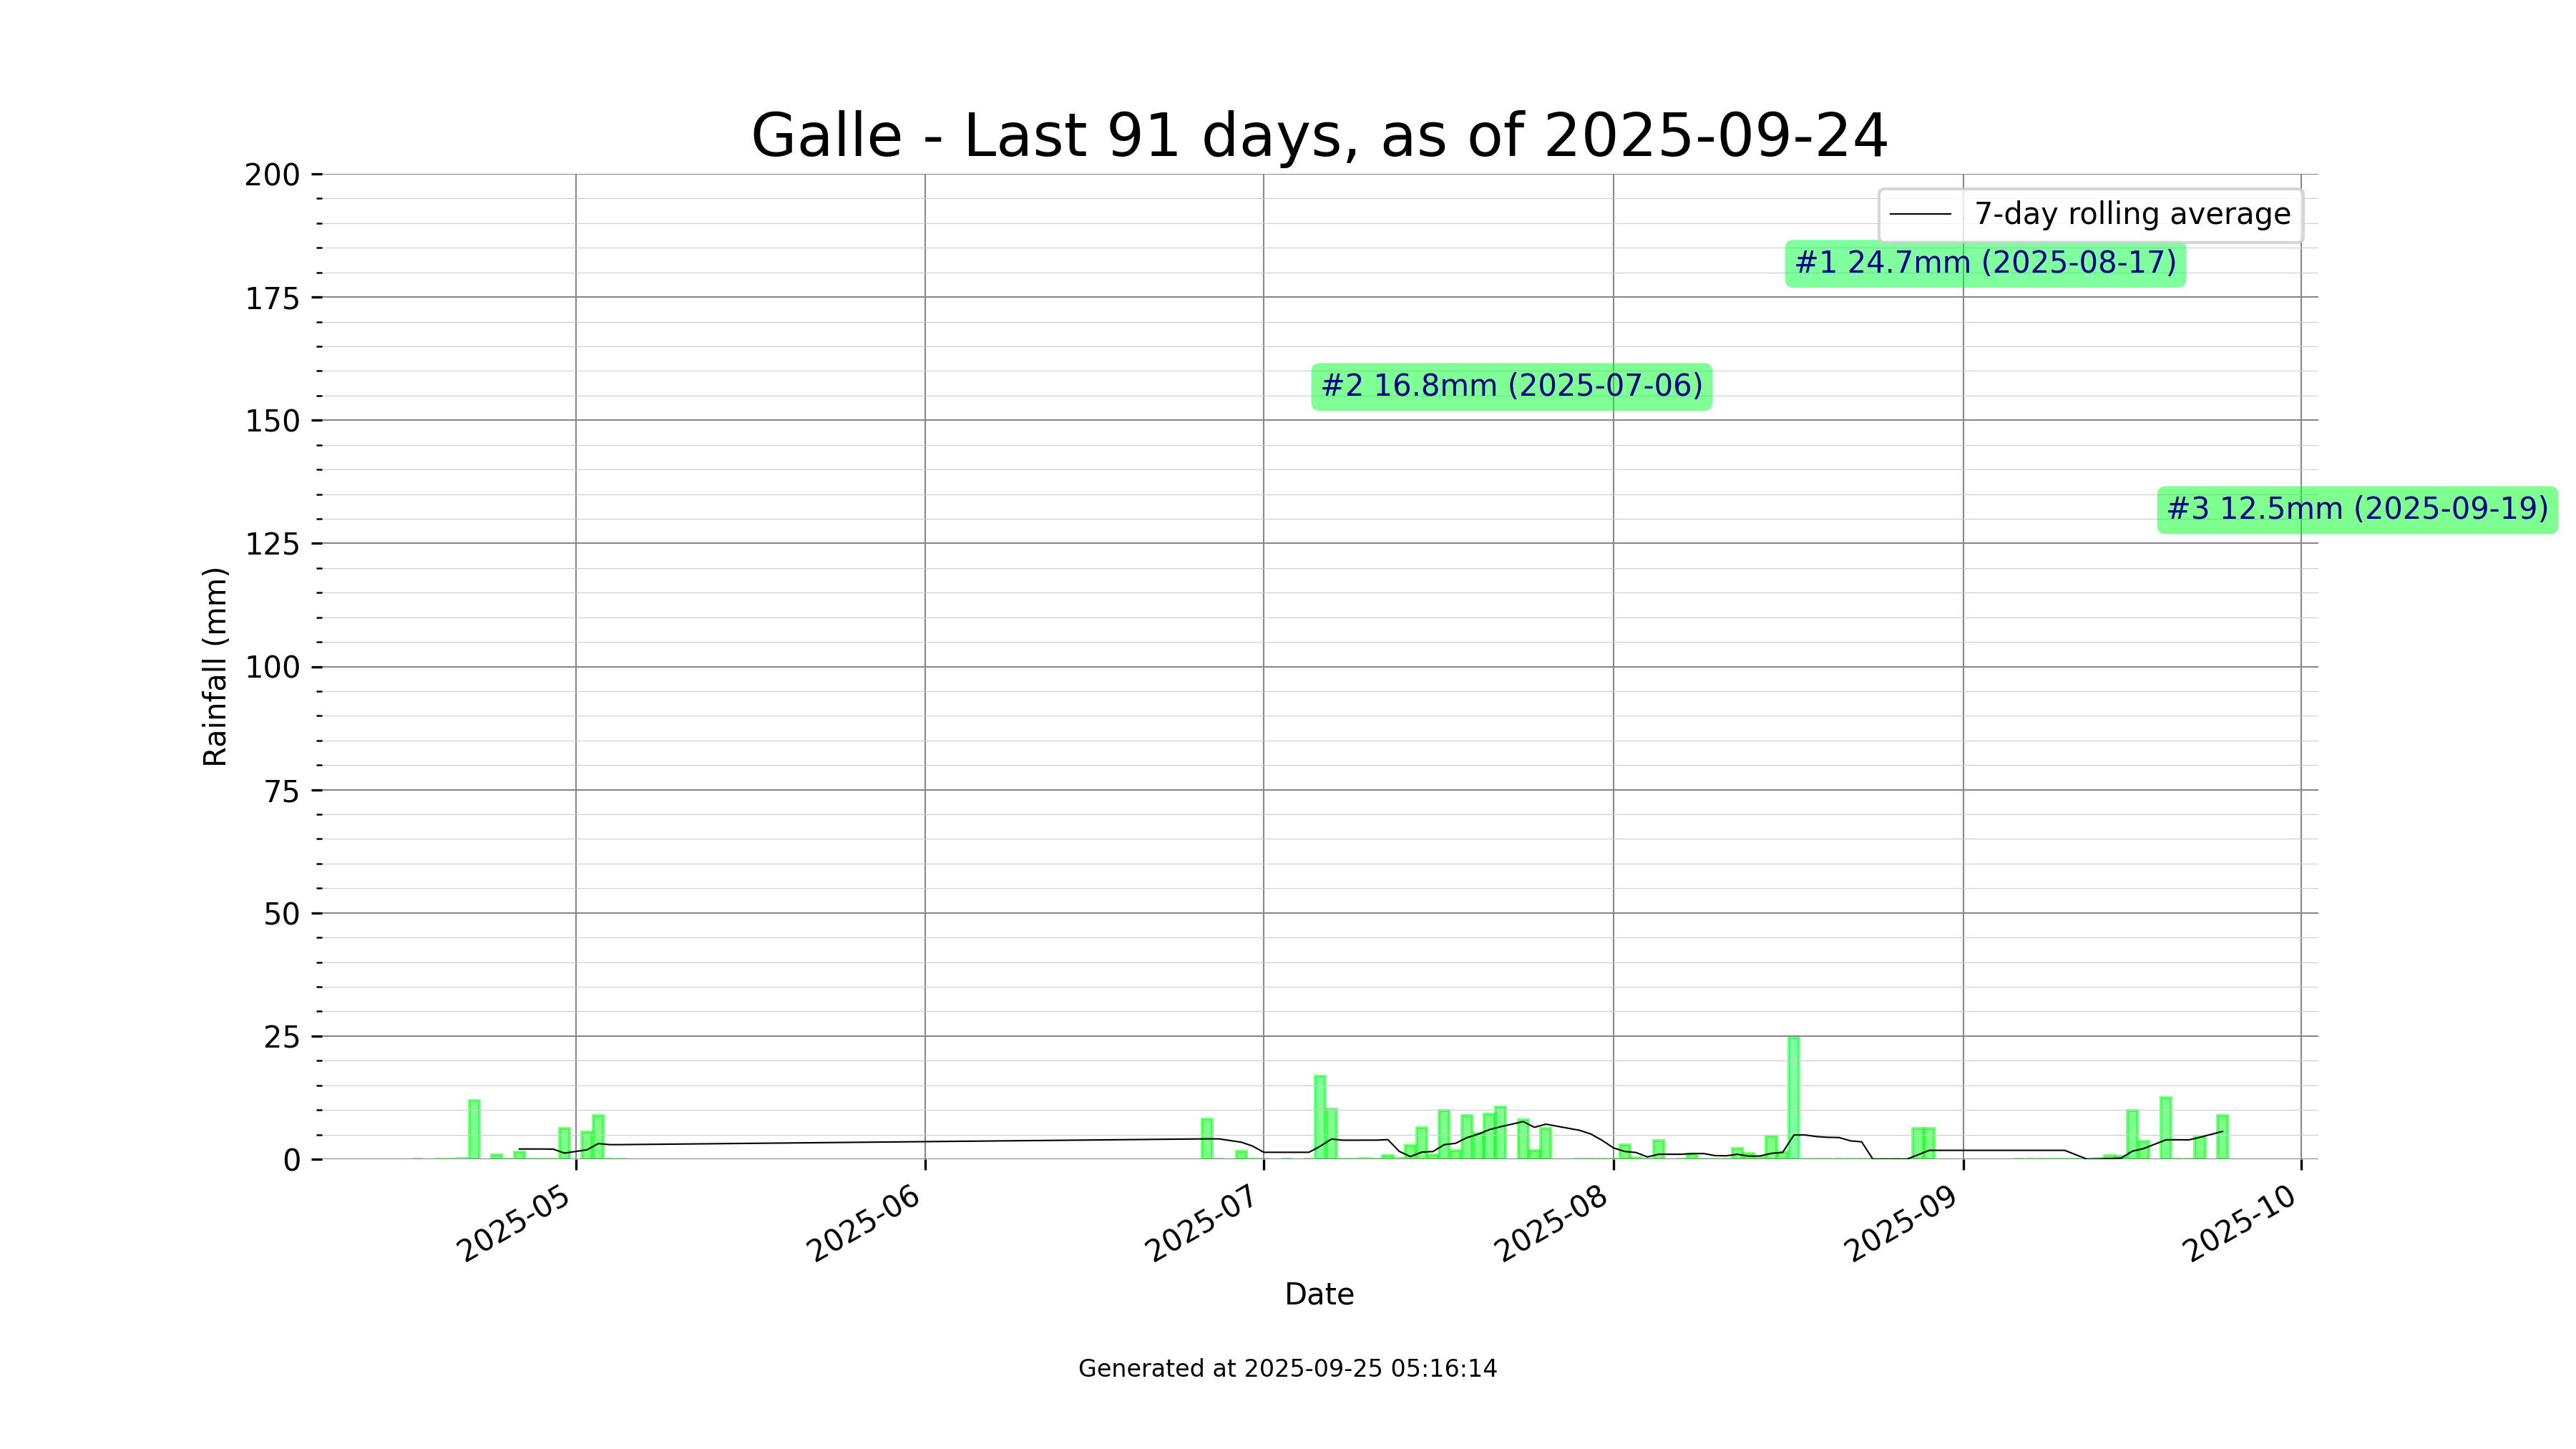 Galle - Last 91 days, as of 2025-09-24
200
175
150
125
100
75
50
25
0
Rainfall (mm)
7-day rolling average
#1 24.7mm (2025-08-17)
#2 16.8mm (2025-07-06)
#3 12.5mm (2025-09-19)
2025-05
2025-06
2025-07
2025-08
2025-09
2025-10
Date
Generated at 2025-09-25 05:16:14